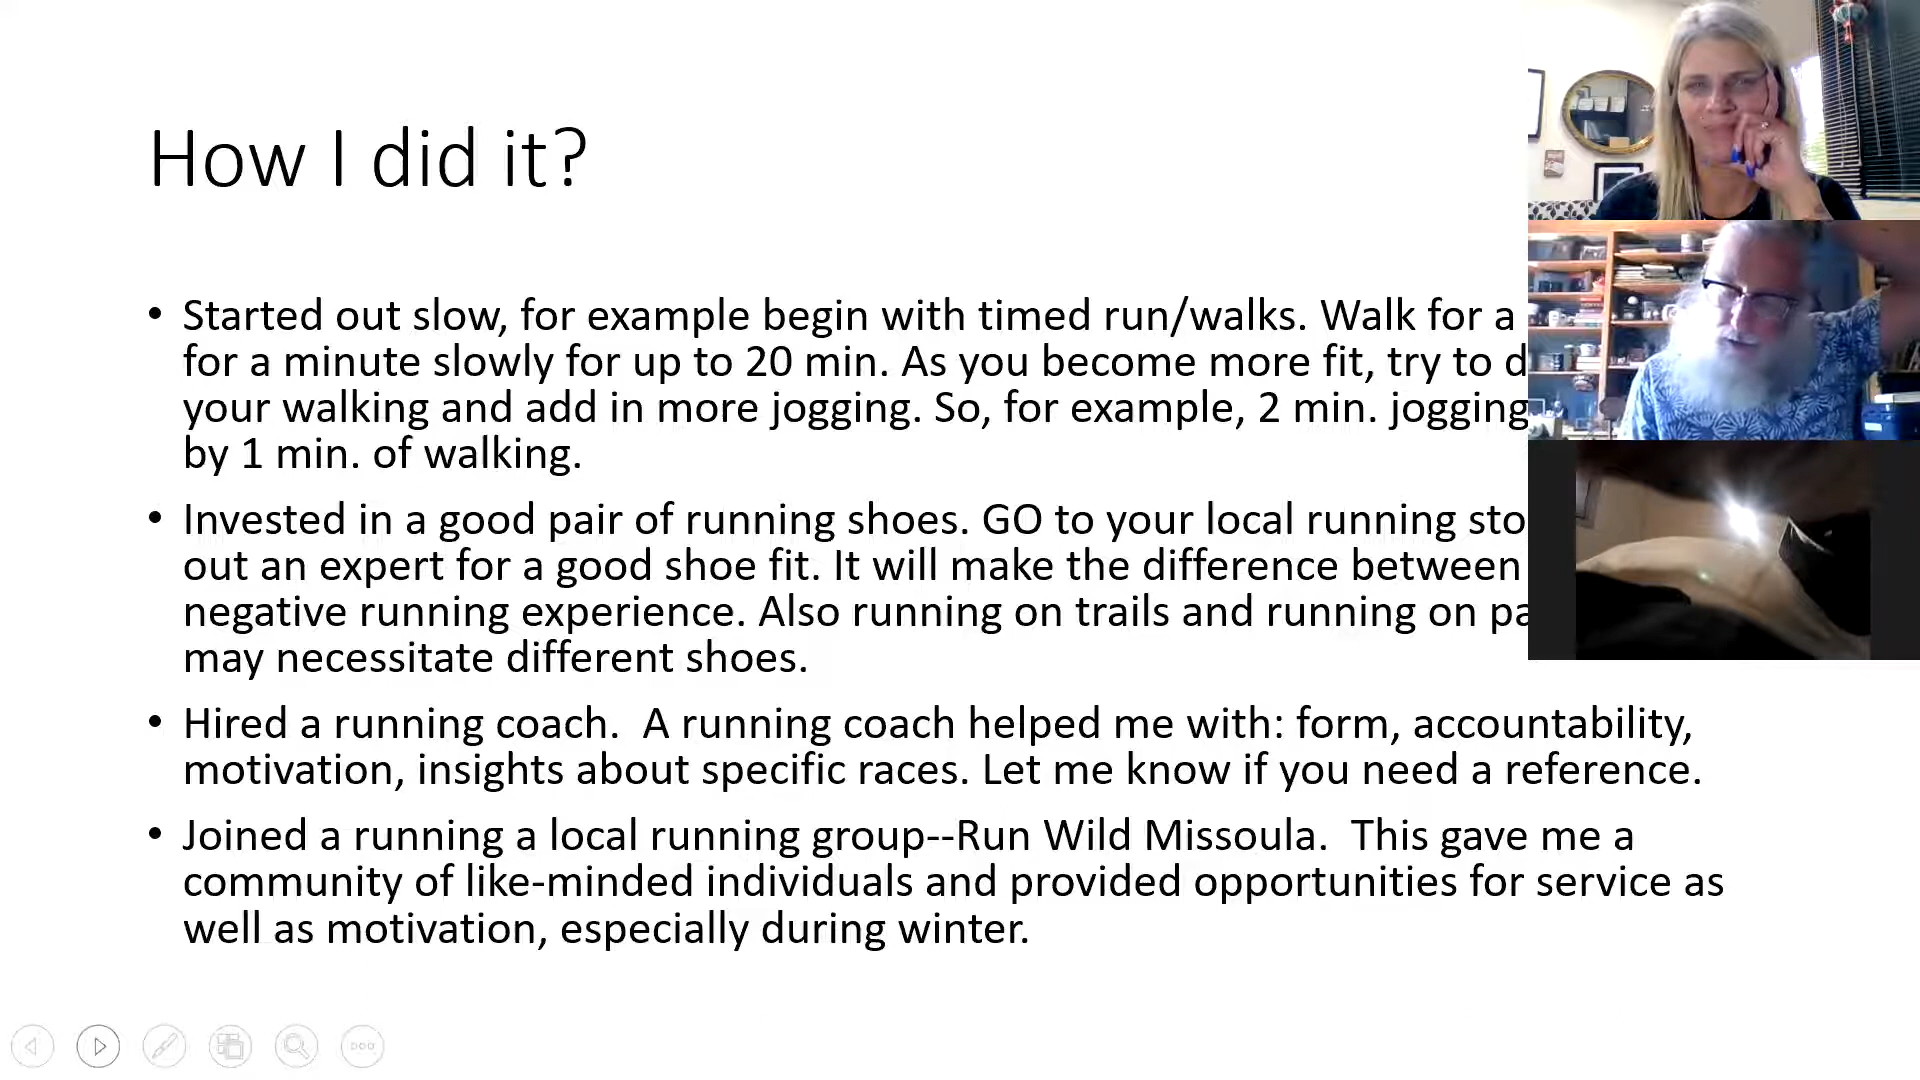 How I did it?
• Started out slow, for example begin with timed run/walks. Walk for a
for a minute slowly for up to 20 min. As you become more fit, try to d
your walking and add in more jogging. So, for example, 2 min. jogging
by 1 min. of walking.
• Invested in a good pair of running shoes. GO to your local running sto
out an expert for a good shoe fit. It will make the difference between
negative running experience. Also running on trails and running on pa
may necessitate different shoes.
• Hired a running coach.  A running coach helped me with: form, accountability,
motivation, insights about specific races. Let me know if you need a reference.
• Joined a running a local running group--Run Wild Missoula.  This gave me a
community of like-minded individuals and provided opportunities for service as
well as motivation, especially during winter.